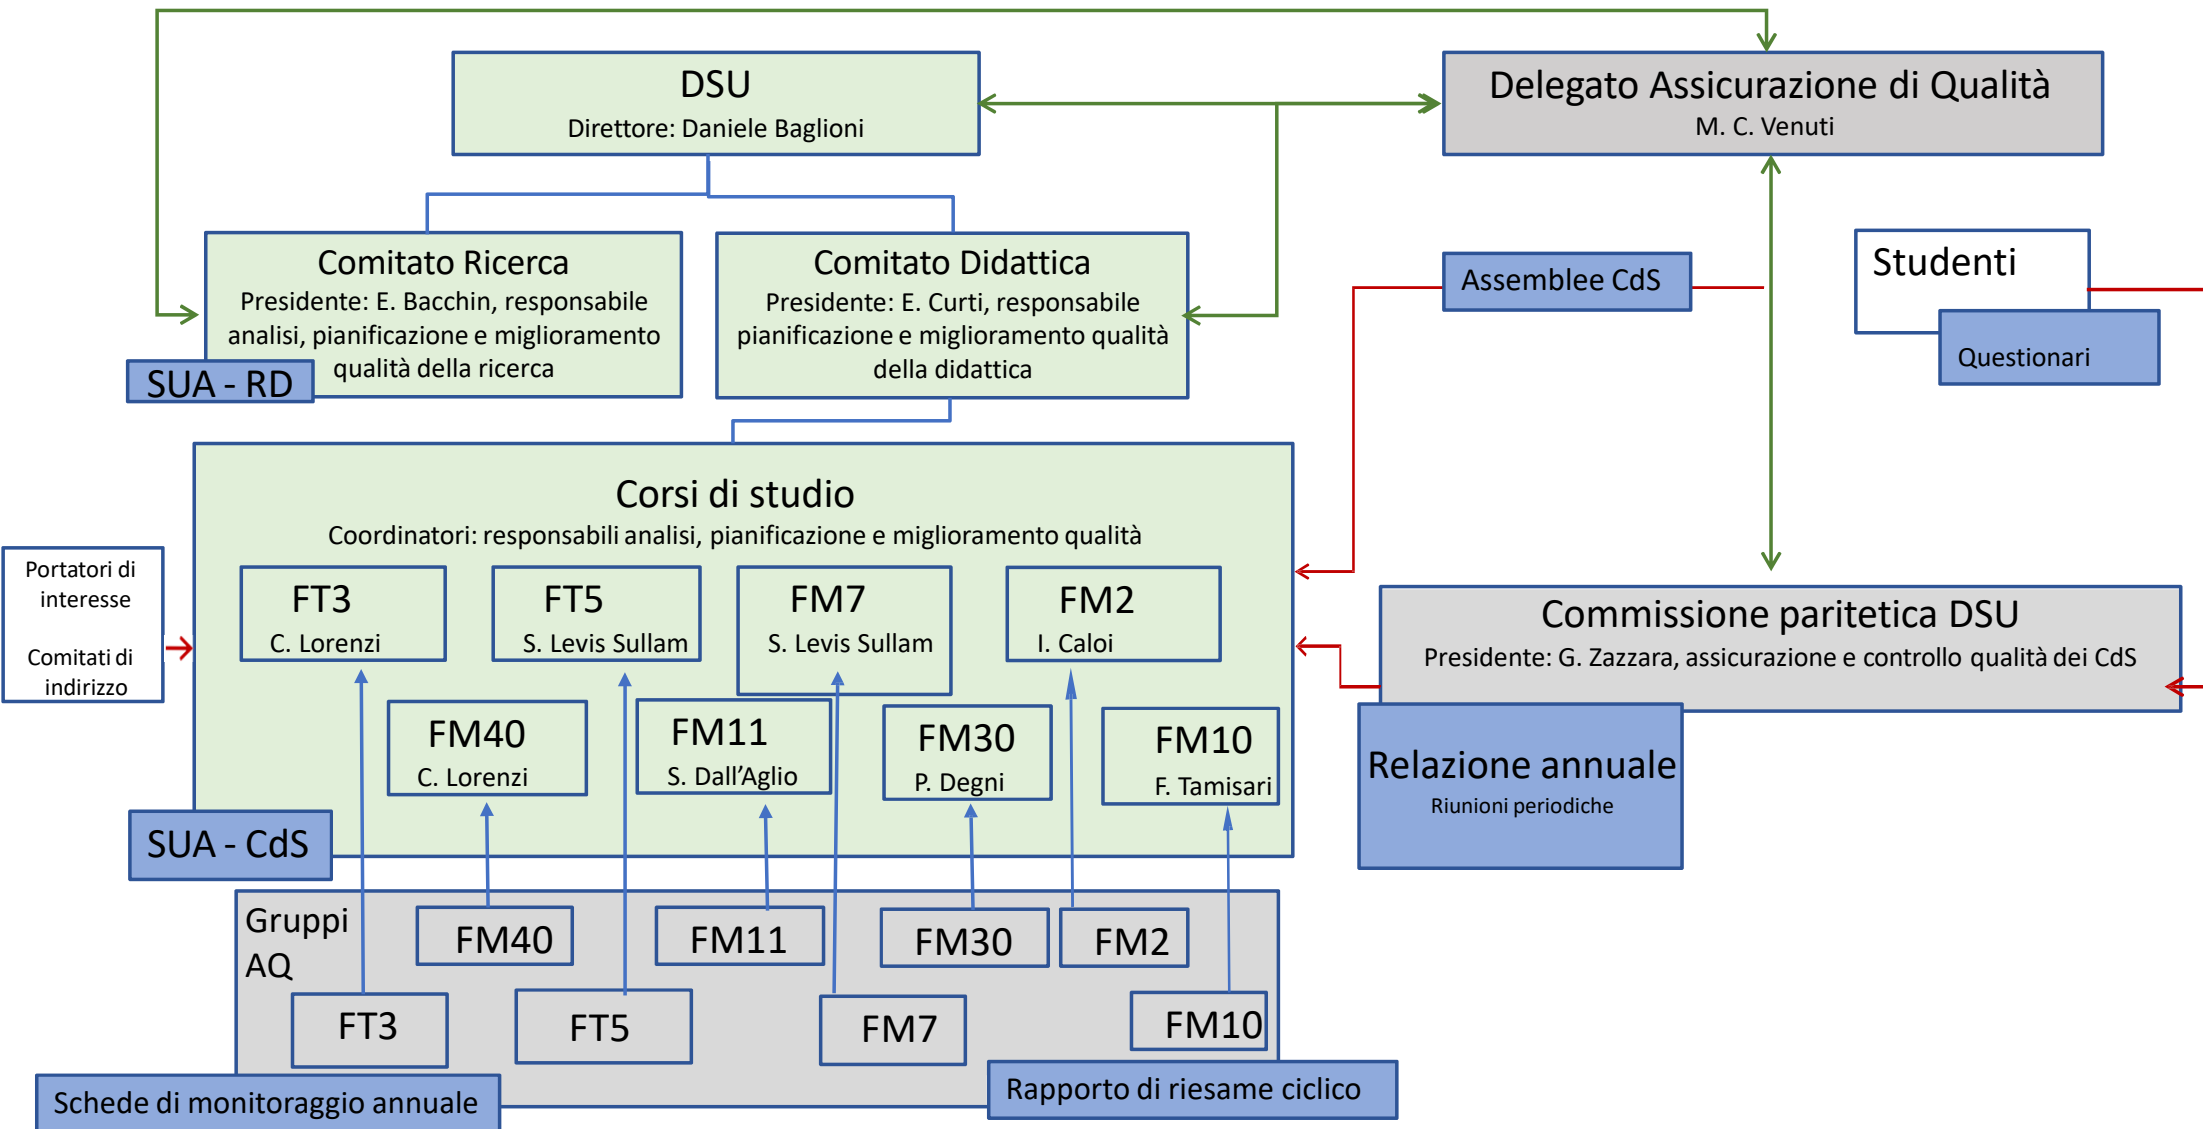 DSU
Direttore: Daniele Baglioni
Delegato Assicurazione di Qualità
M. C. Venuti
Comitato Ricerca
Presidente: E. Bacchin, responsabile
analisi, pianificazione e miglioramento
qualità della ricerca
SUA - RD
Comitato Didattica
Presidente: E. Curti, responsabile
pianificazione e miglioramento qualità
della didattica
Assemblee CdS
Studenti
Questionari
Corsi di studio
Coordinatori: responsabili analisi, pianificazione e miglioramento qualità
Portatori di
interesse
Comitati di
indirizzo
FT3
C. Lorenzi
FT5
S. Levis Sullam
FM7
S. Levis Sullam
FM2
I. Caloi
FM40
C. Lorenzi
FM11
S. Dall'Aglio
FM30
P. Degni
FM10
F. Tamisari
SUA - CdS
Commissione paritetica DSU
Presidente: G. Zazzara, assicurazione e controllo qualità dei CdS
Relazione annuale
Riunioni periodiche
Gruppi
AQ
FM40
FM11
FM30
FM2
FT3
FT5
FM7
FM10
Schede di monitoraggio annuale
Rapporto di riesame ciclico